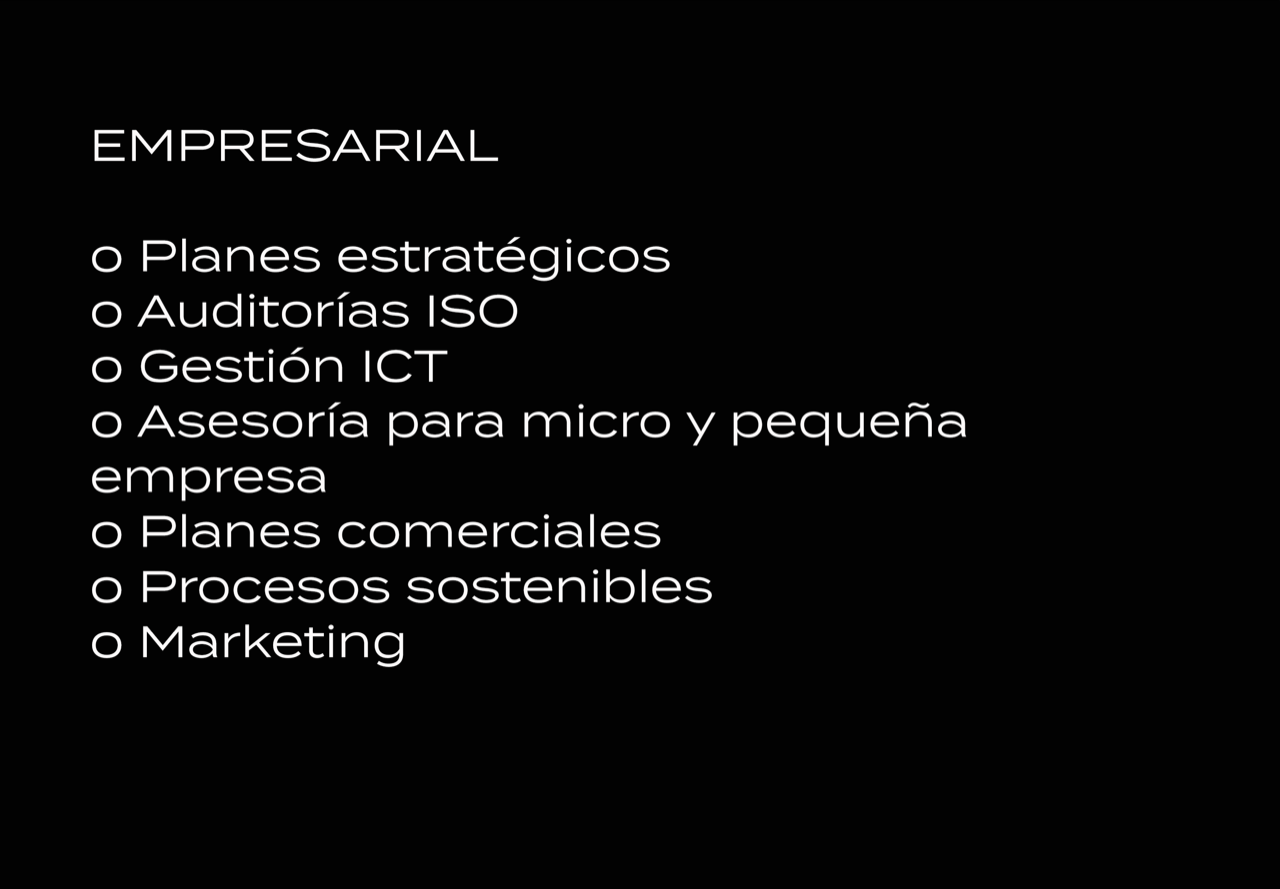 EMPRESARIAL
o Planes estratégicos
o Auditorías ISO
o Gestión ICT
o Asesoría para micro y pequeña
empresa
o Planes comerciales
o Procesos sostenibles
o Marketing